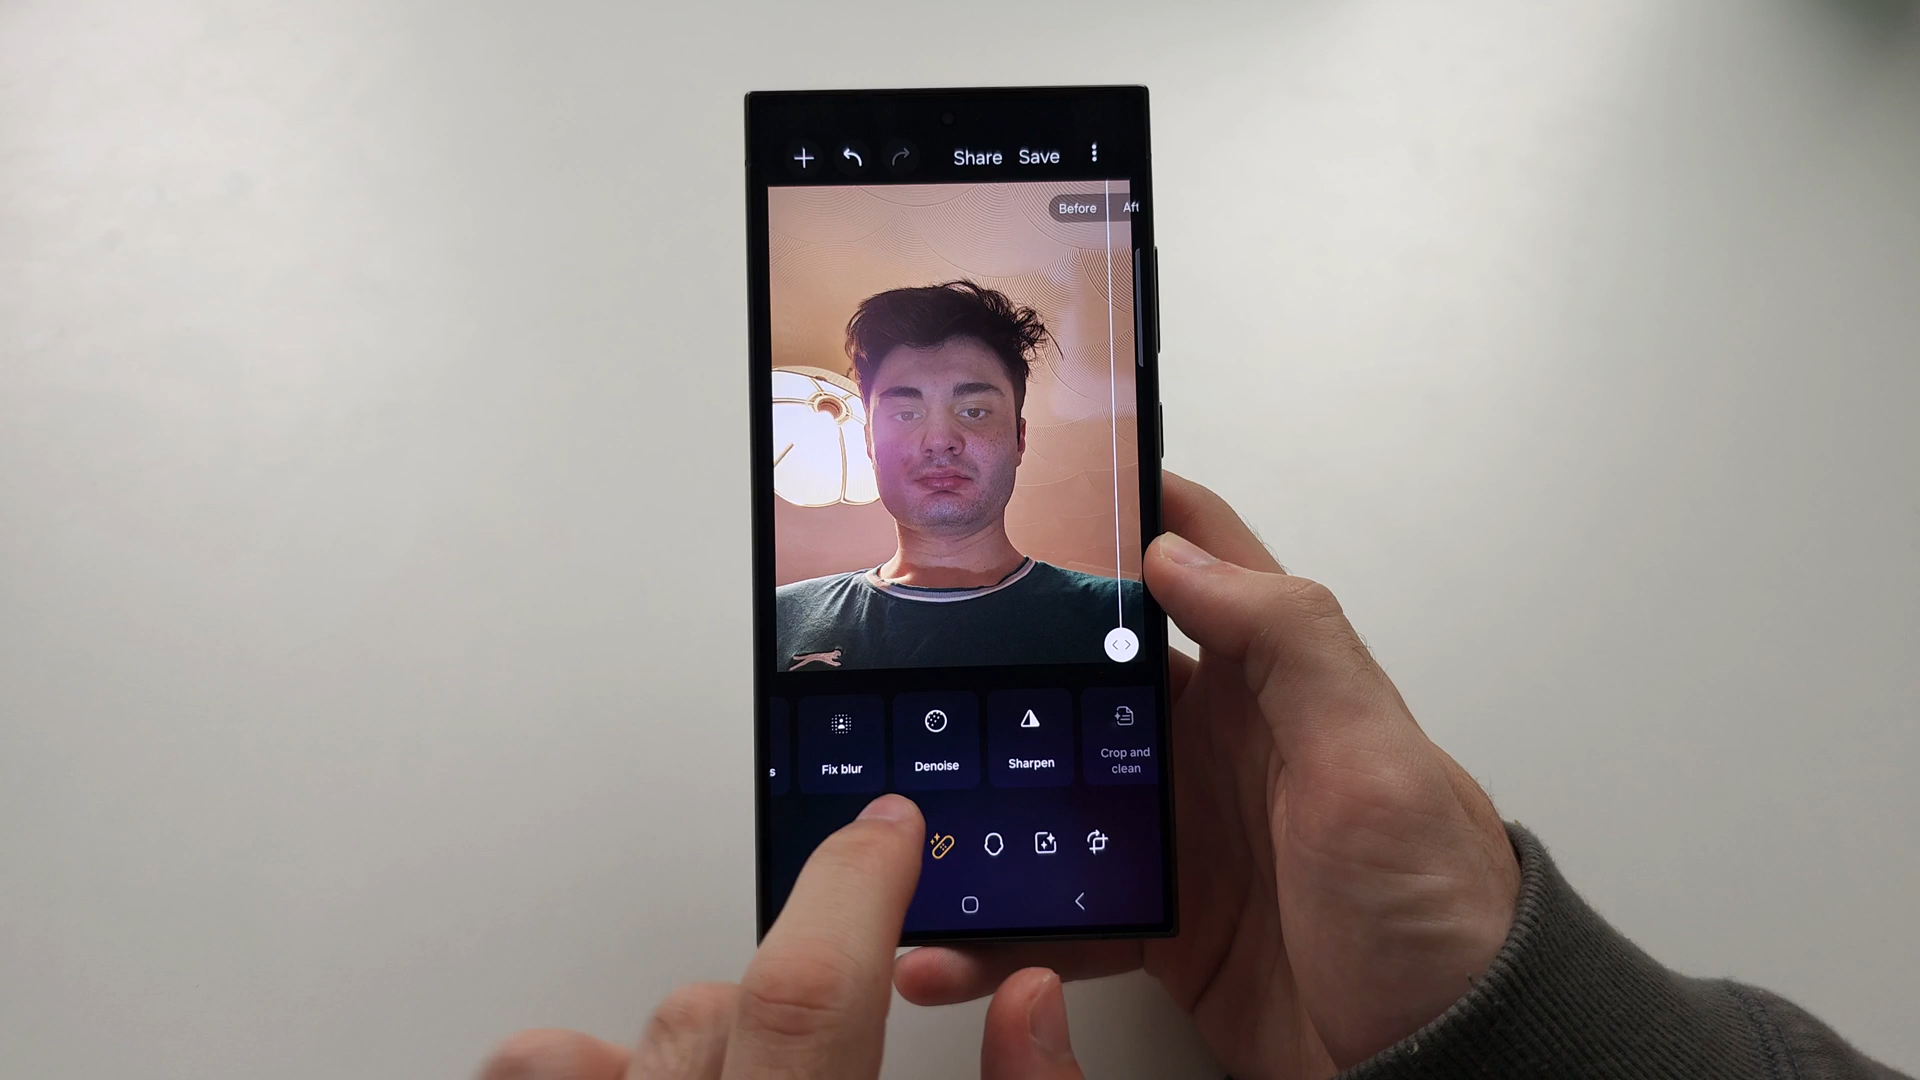 Share Save
Before Aft
s
Fix blur
Denoise
Sharpen
Crop and
clean